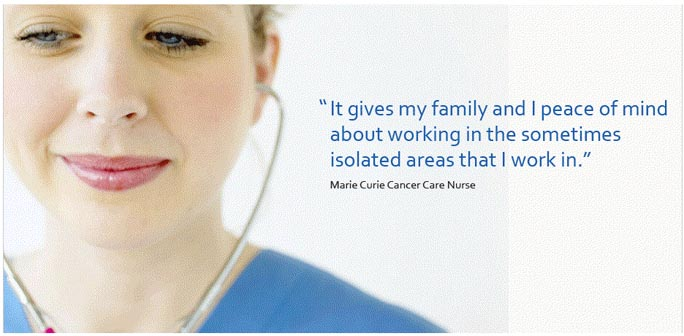 “It gives my family and I peace of mind
about working in the sometimes
isolated areas that I work in.”
Marie Curie Cancer Care Nurse